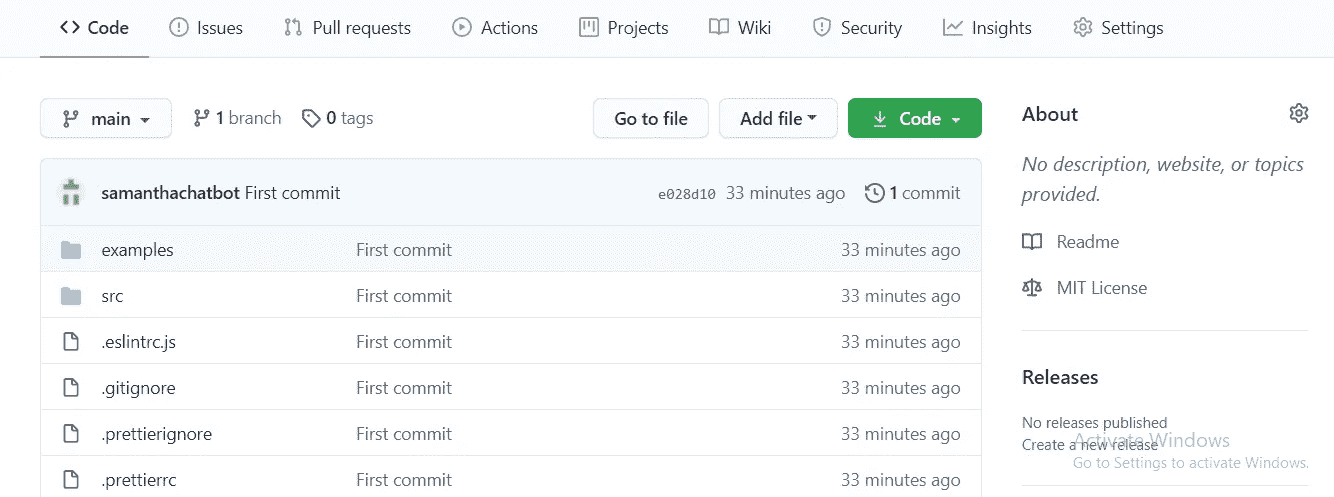 Code Issues Pull requests Actions Projects Wiki Security Insights Settings
main 1 branch 0 tags Go to file Add file Code
samanthachatbot First commit e028d10 33 minutes ago 1 commit
examples First commit 33 minutes ago
src First commit 33 minutes ago
.eslintrc.js First commit 33 minutes ago
.gitignore First commit 33 minutes ago
.prettierignore First commit 33 minutes ago
.prettierrc First commit 33 minutes ago
About
No description, website, or topics
provided.
Readme
MIT License
Releases
No releases published
Create a new release
Activate Windows
Go to Settings to activate Windows.